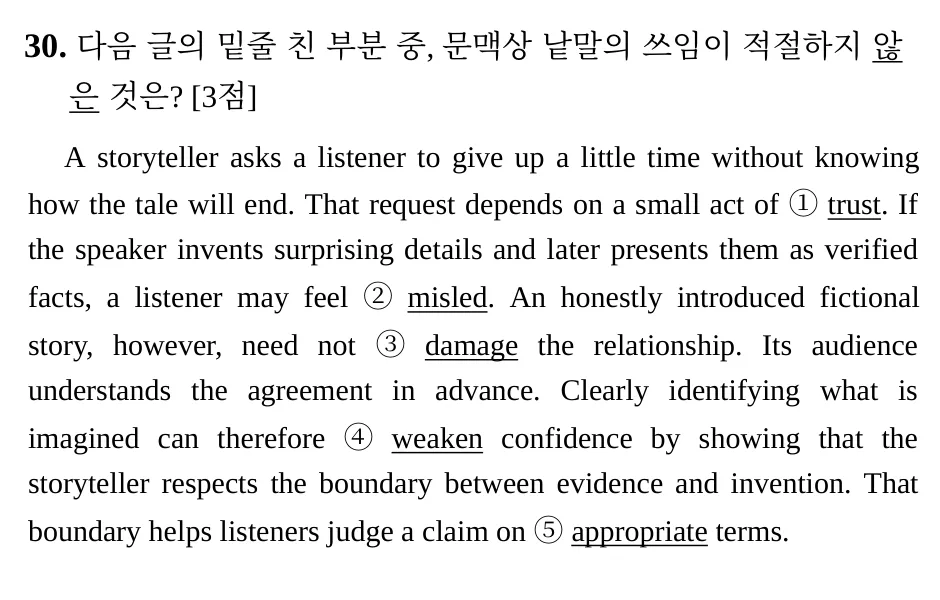 30. 다음 글의 밑줄 친 부분 중, 문맥상 낱말의 쓰임이 적절하지 않
은 것은? [3점]
A storyteller asks a listener to give up a little time without knowing
how the tale will end. That request depends on a small act of ① trust. If
the speaker invents surprising details and later presents them as verified
facts, a listener may feel ② misled. An honestly introduced fictional
story, however, need not ③ damage the relationship. Its audience
understands the agreement in advance. Clearly identifying what is
imagined can therefore ④ weaken confidence by showing that the
storyteller respects the boundary between evidence and invention. That
boundary helps listeners judge a claim on ⑤ appropriate terms.